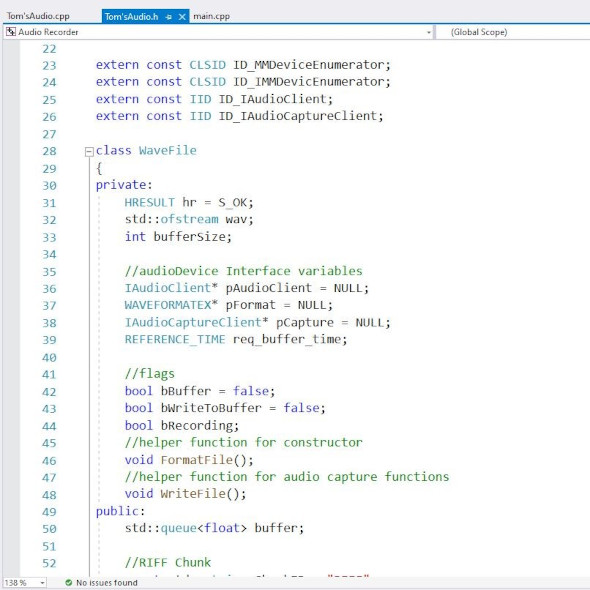 Tom'sAudio.cpp Tom'sAudio.h main.cpp
Audio Recorder (Global Scope)
22
23 extern const CLSID ID_MMDeviceEnumerator;
24 extern const CLSID ID_IMMDevicEnumerator;
25 extern const IID ID_IAudioClient;
26 extern const IID ID_IAudioCaptureClient;
27
28 class WaveFile
29 {
30 private:
31 HRESULT hr = S_OK;
32 std::ofstream wav;
33 int bufferSize;
34
35 //audioDevice Interface variables
36 IAudioClient* pAudioClient = NULL;
37 WAVEFORMATEX* pFormat = NULL;
38 IAudioCaptureClient* pCapture = NULL;
39 REFERENCE_TIME req_buffer_time;
40
41 //flags
42 bool bBuffer = false;
43 bool bWriteToBuffer = false;
44 bool bRecording;
45 //helper function for constructor
46 void FormatFile();
47 //helper function for audio capture functions
48 void WriteFile();
49 public:
50 std::queue<float> buffer;
51
52 //RIFF Chunk
138 % No issues found